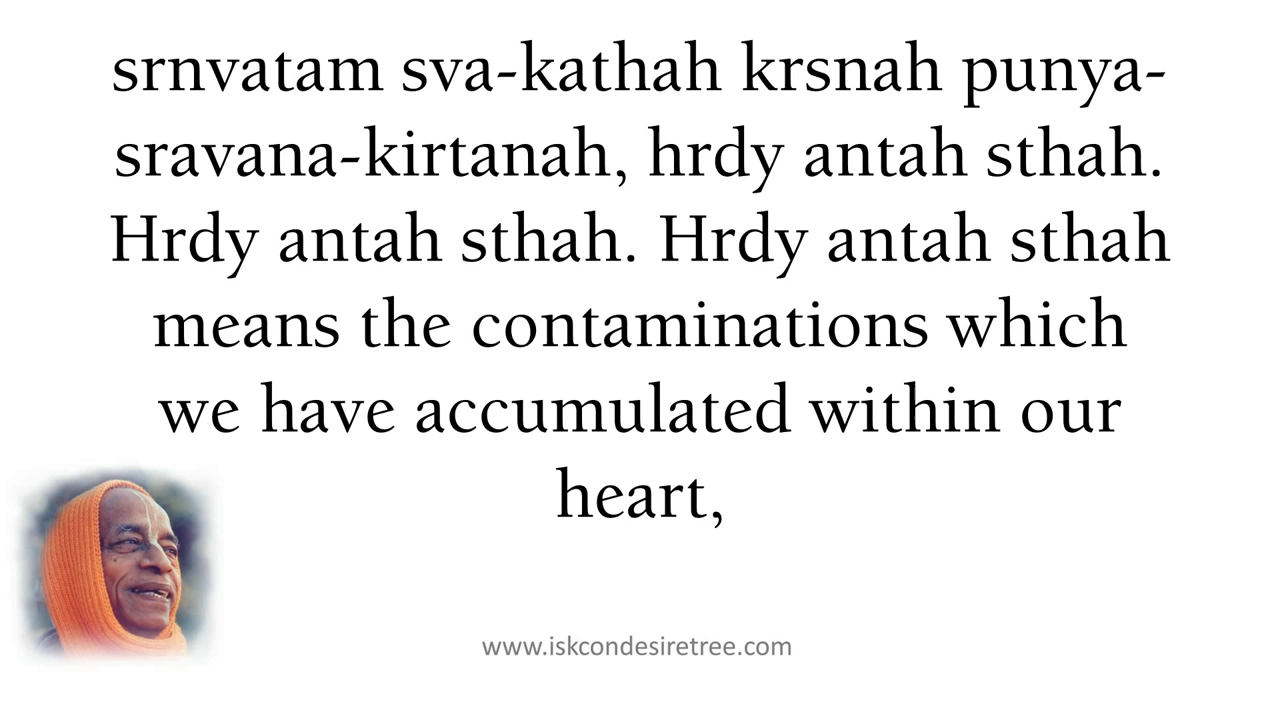 srnvatam sva-kathah krsnah punya-
sravana-kirtanah, hrdy antah sthah.
Hrdy antah sthah. Hrdy antah sthah
means the contaminations which
we have accumulated within our
heart,
www.iskcondesiretree.com